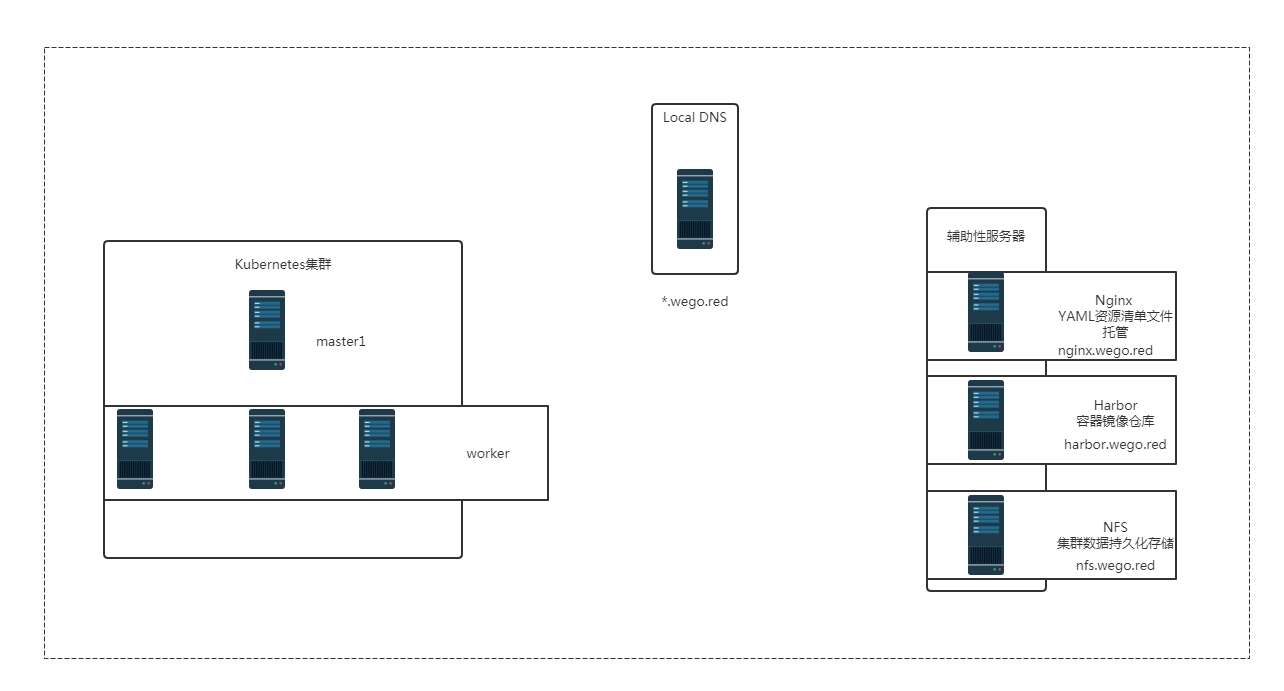 Local DNS
*.wego.red
Kubernetes集群
master1
worker
辅助性服务器
Nginx
YAML资源清单文件
托管
nginx.wego.red
Harbor
容器镜像仓库
harbor.wego.red
NFS
集群数据持久化存储
nfs.wego.red